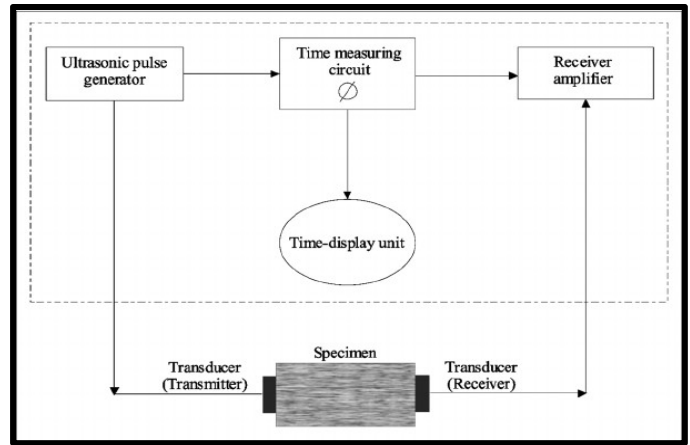 Ultrasonic pulse
generator
Time measuring
circuit
Receiver
amplifier
Time-display unit
Transducer
(Transmitter)
Specimen
Transducer
(Receiver)